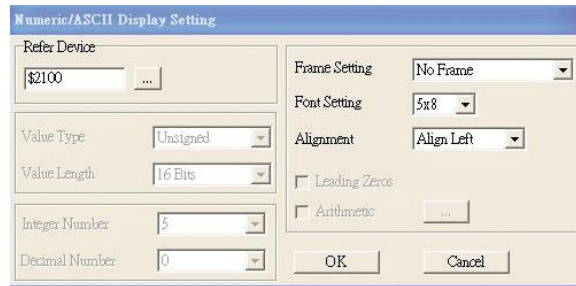 Numeric/ASCII Display Setting
Refer Device
$2100
...
Value Type
Unsigned
Value Length
16 Bits
Integer Number
5
Decimal Number
0
Frame Setting
No Frame
Font Setting
5x8
Alignment
Align Left
Leading Zeros
Arithmetic
...
OK
Cancel